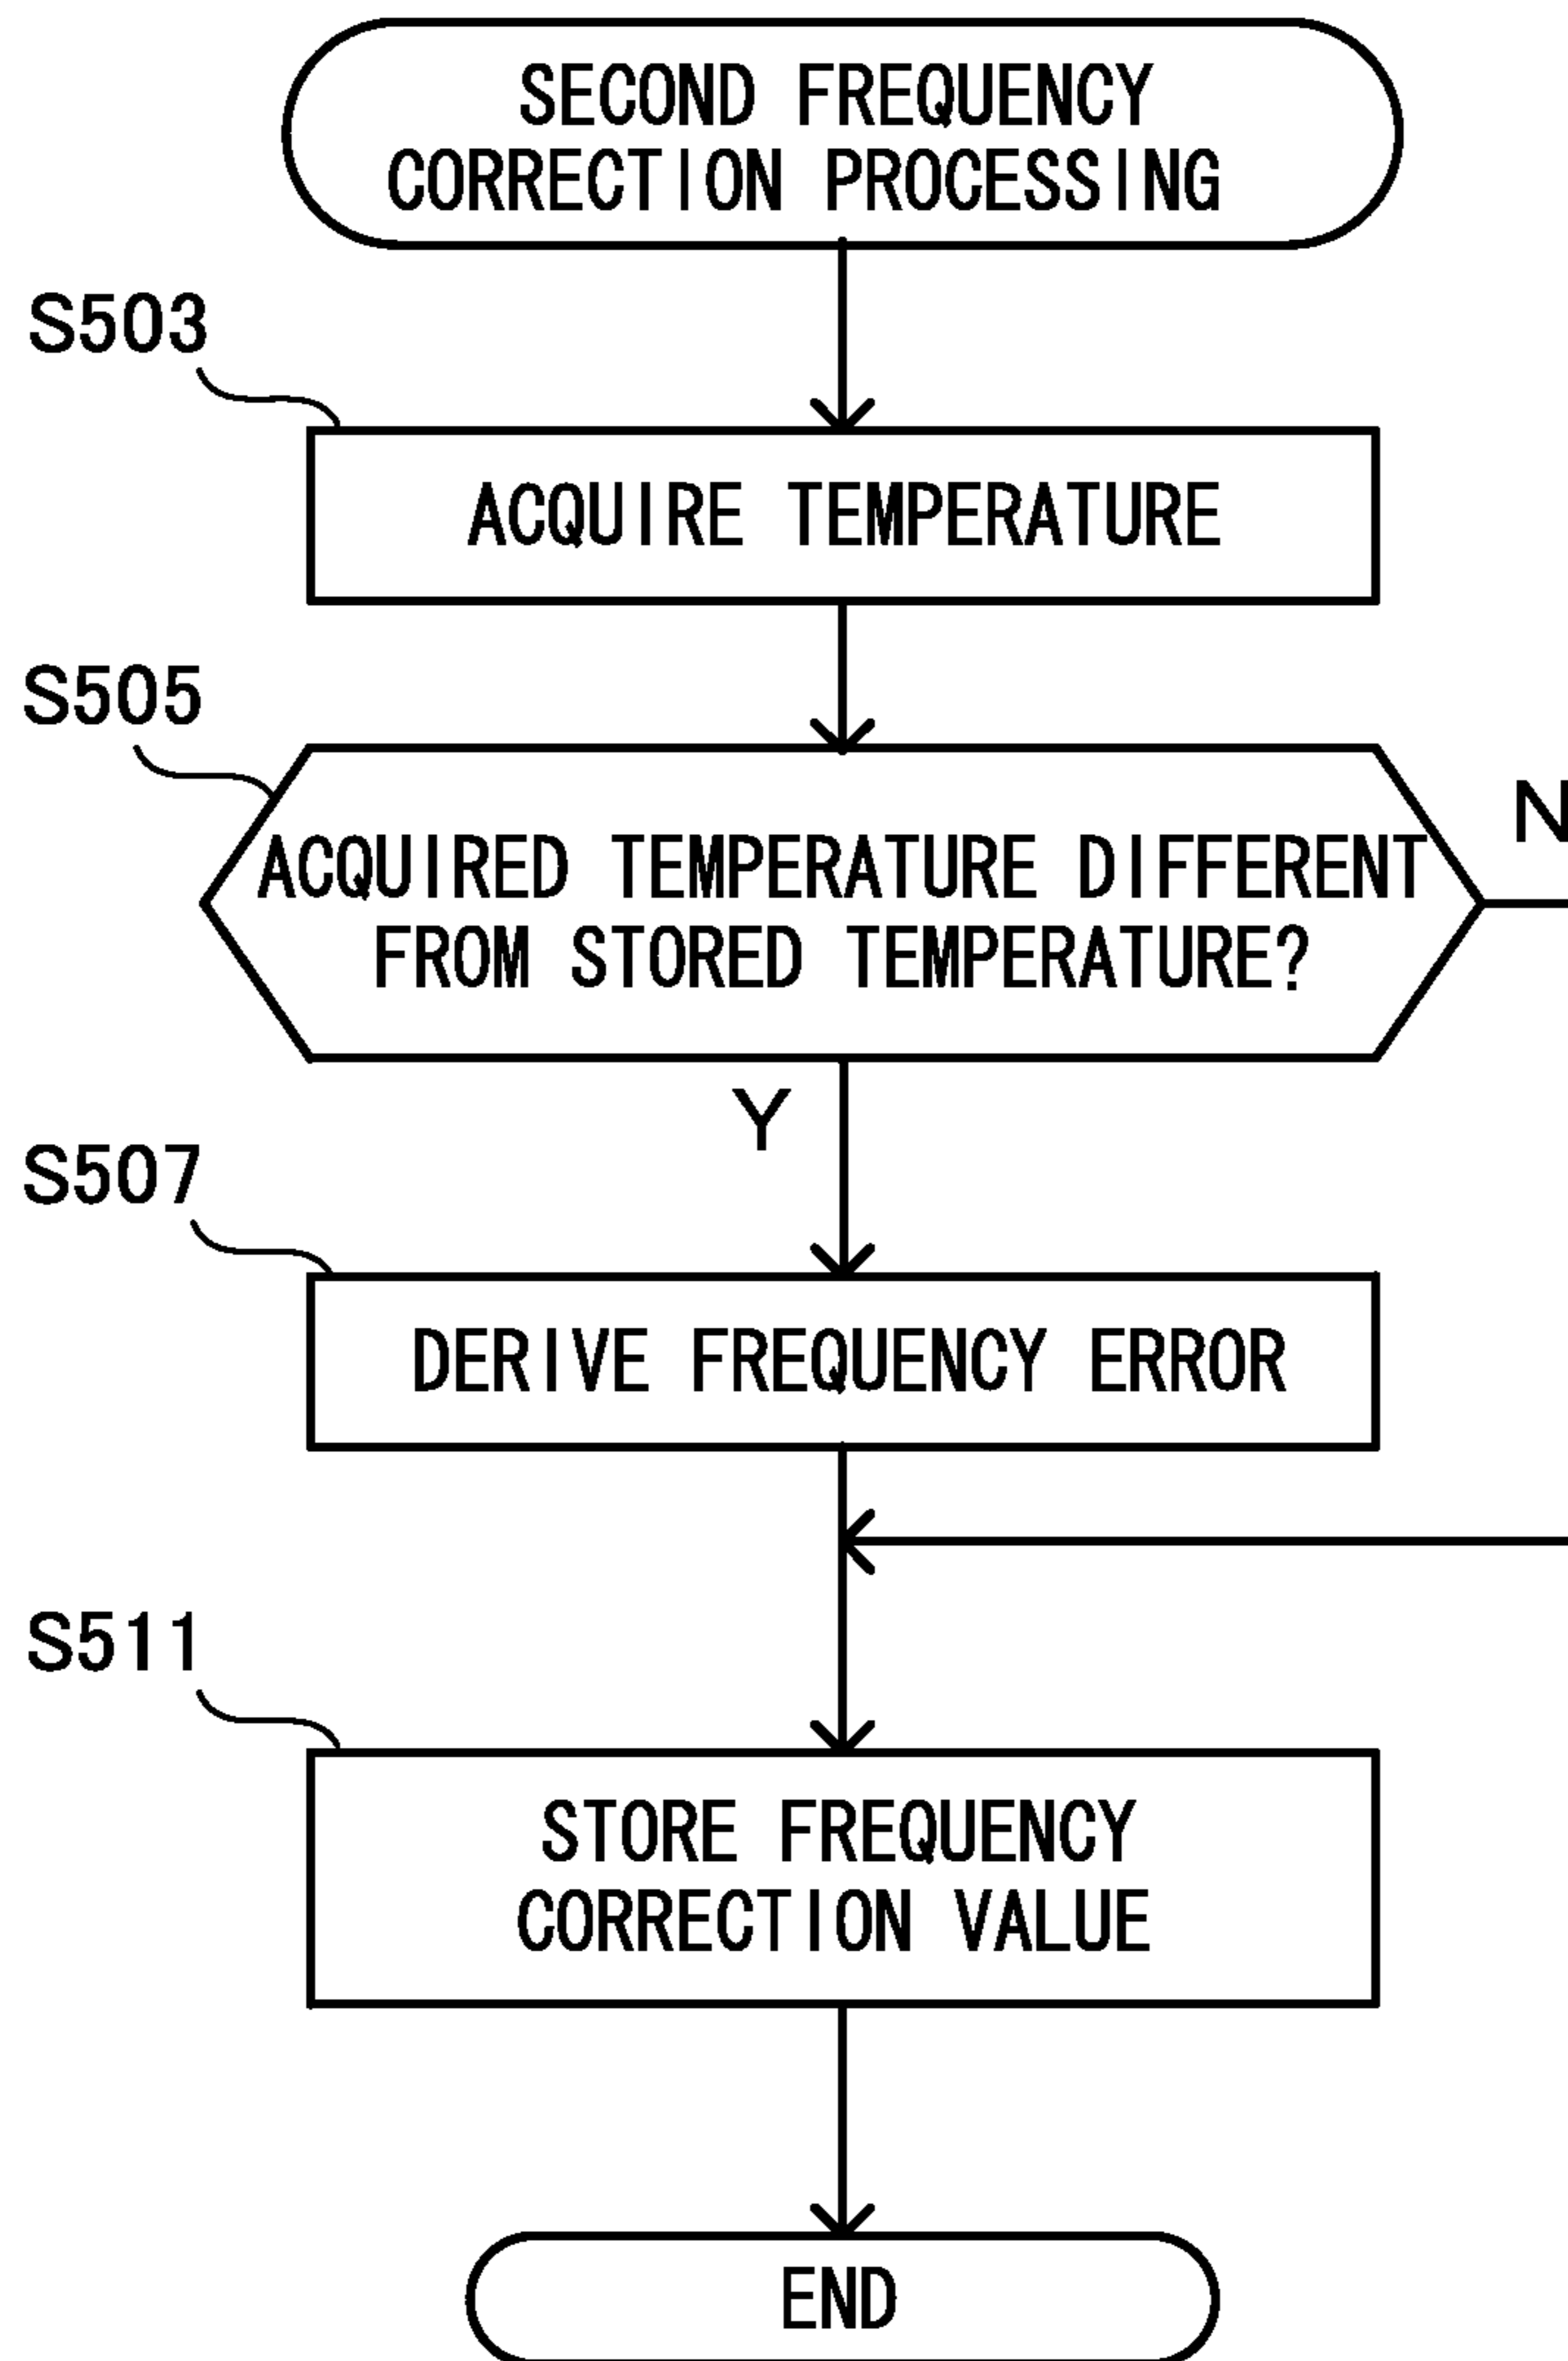 SECOND FREQUENCY
CORRECTION PROCESSING
S503
ACQUIRE TEMPERATURE
S505
N
ACQUIRED TEMPERATURE DIFFERENT
FROM STORED TEMPERATURE?
Y
S507
DERIVE FREQUENCY ERROR
S511
STORE FREQUENCY
CORRECTION VALUE
END